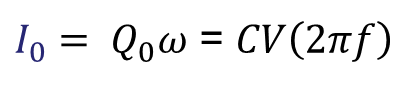 I₀ = Q₀ω = CV(2πf)